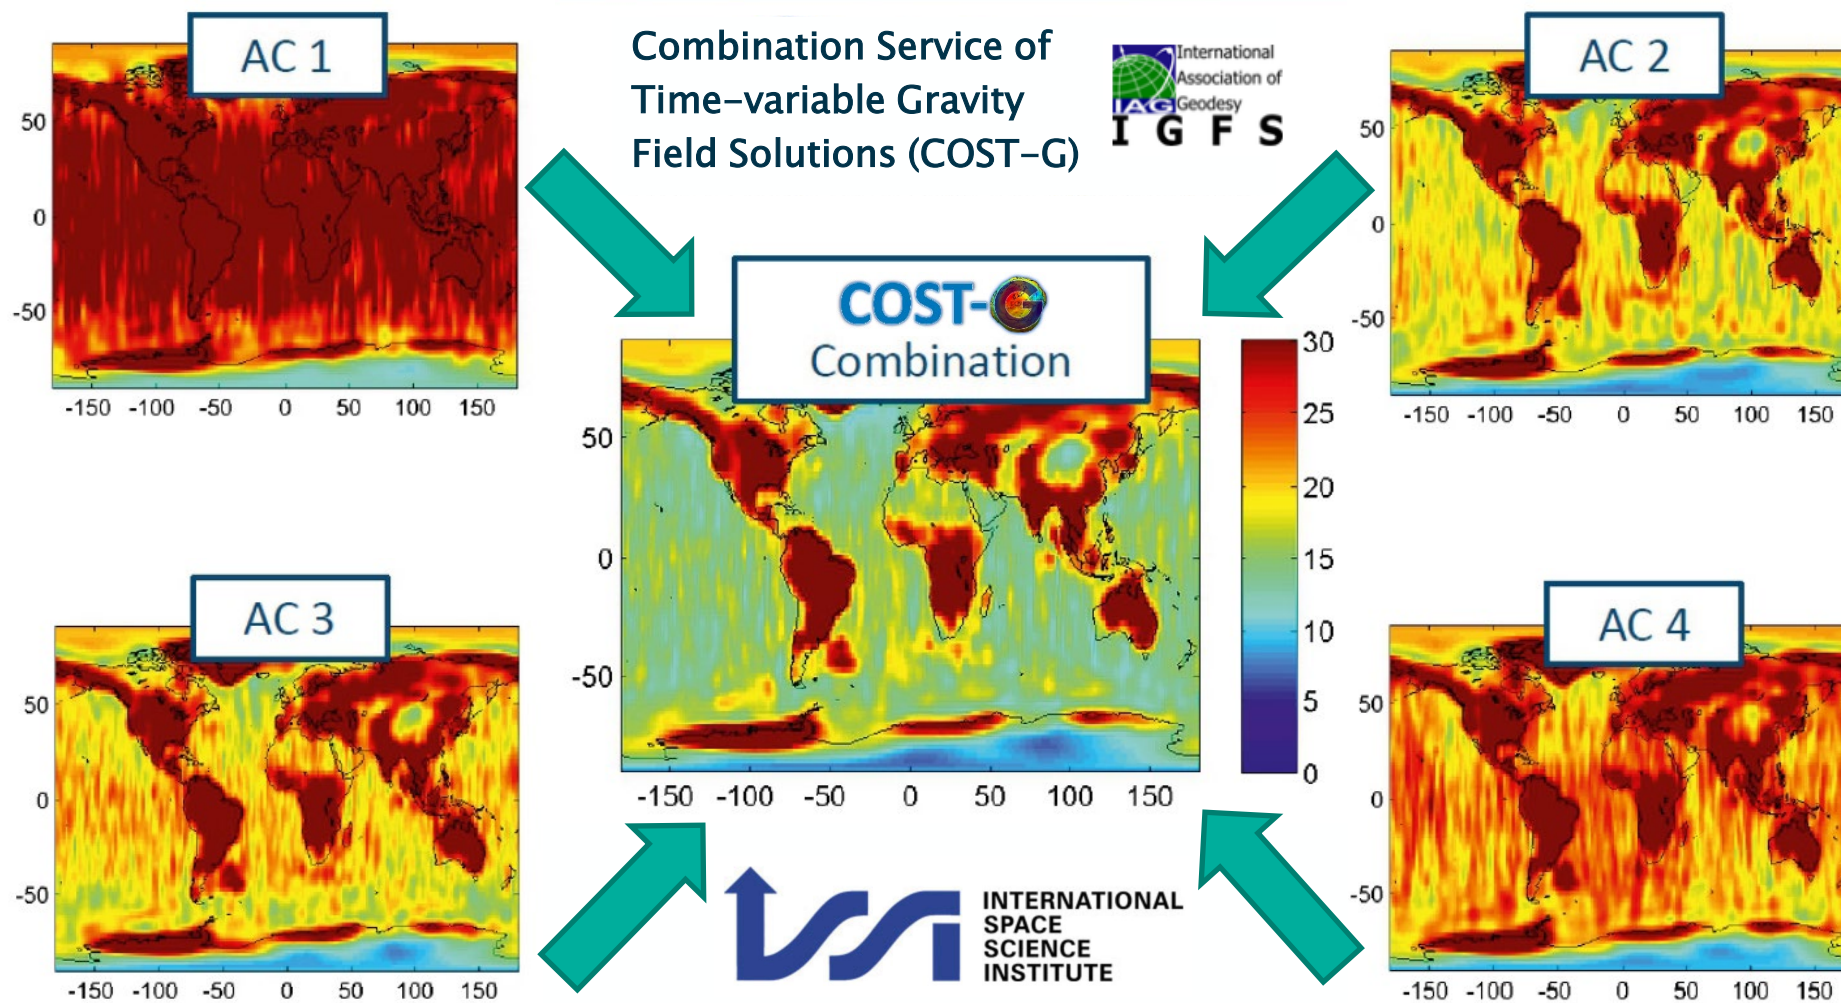 AC 1
Combination Service of
Time-variable Gravity
Field Solutions (COST-G)
International
Association of
Geodesy
IAG
I G F S
AC 2
50
0
-50
-150 -100 -50 0 50 100 150
50
0
-50
-150 -100 -50 0 50 100 150
COST-G
Combination
50
0
-50
-150 -100 -50 0 50 100 150
30
25
20
15
10
5
0
AC 3
50
0
-50
-150 -100 -50 0 50 100 150
AC 4
50
0
-50
-150 -100 -50 0 50 100 150
INTERNATIONAL
SPACE
SCIENCE
INSTITUTE